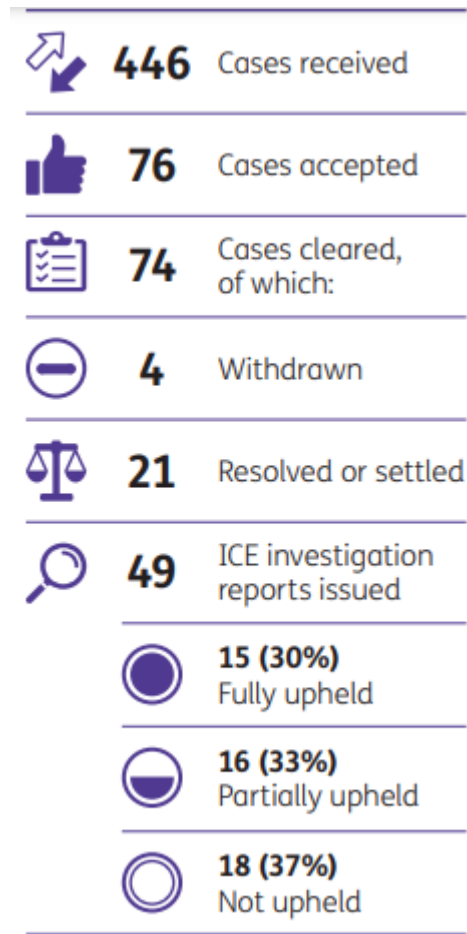 446 Cases received
76 Cases accepted
74 Cases cleared,
of which:
4 Withdrawn
21 Resolved or settled
49 ICE investigation
reports issued
15 (30%)
Fully upheld
16 (33%)
Partially upheld
18 (37%)
Not upheld